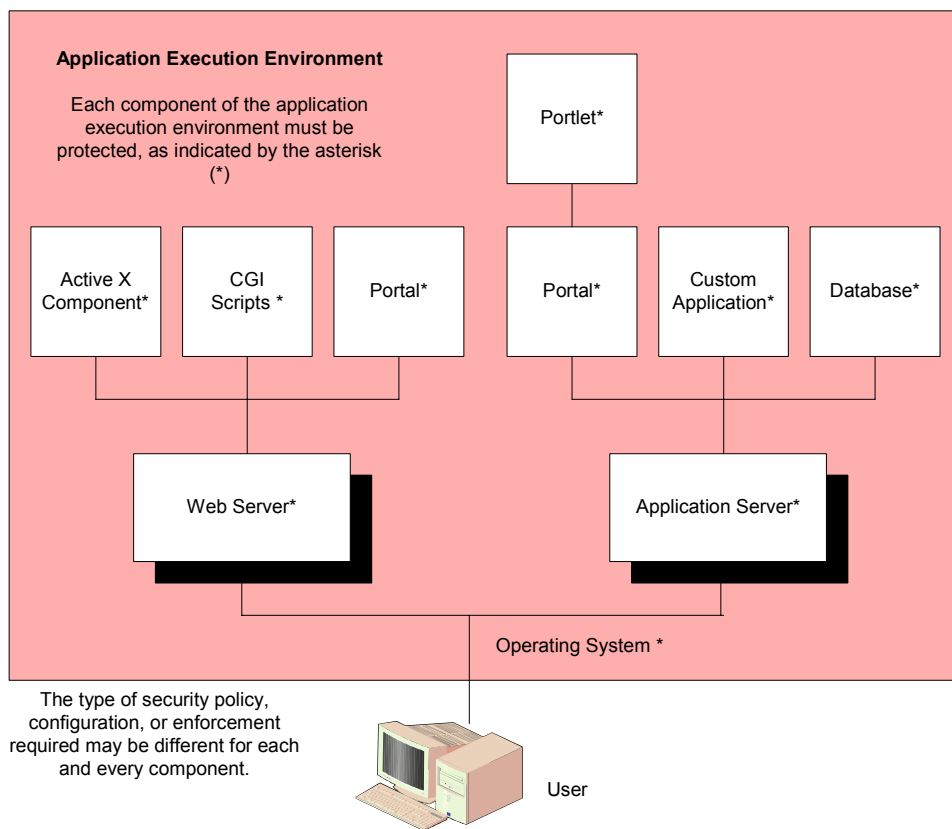 Application Execution Environment
Each component of the application
execution environment must be
protected, as indicated by the asterisk
(*)
Portlet*
Active X
Component*
CGI
Scripts *
Portal*
Portal*
Custom
Application*
Database*
Web Server*
Application Server*
Operating System *
The type of security policy,
configuration, or enforcement
required may be different for each
and every component.
User